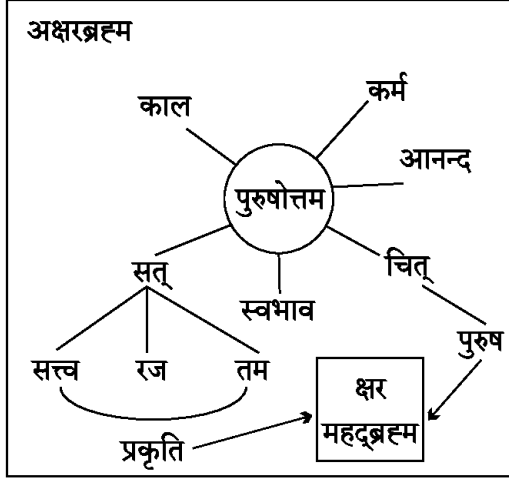 अक्षरब्रह्म
काल
कर्म
आनन्द
पुरुषोत्तम
सत्
चित्
स्वभाव
पुरुष
सत्त्व
रज
तम
क्षर
महद्ब्रह्म
प्रकृति